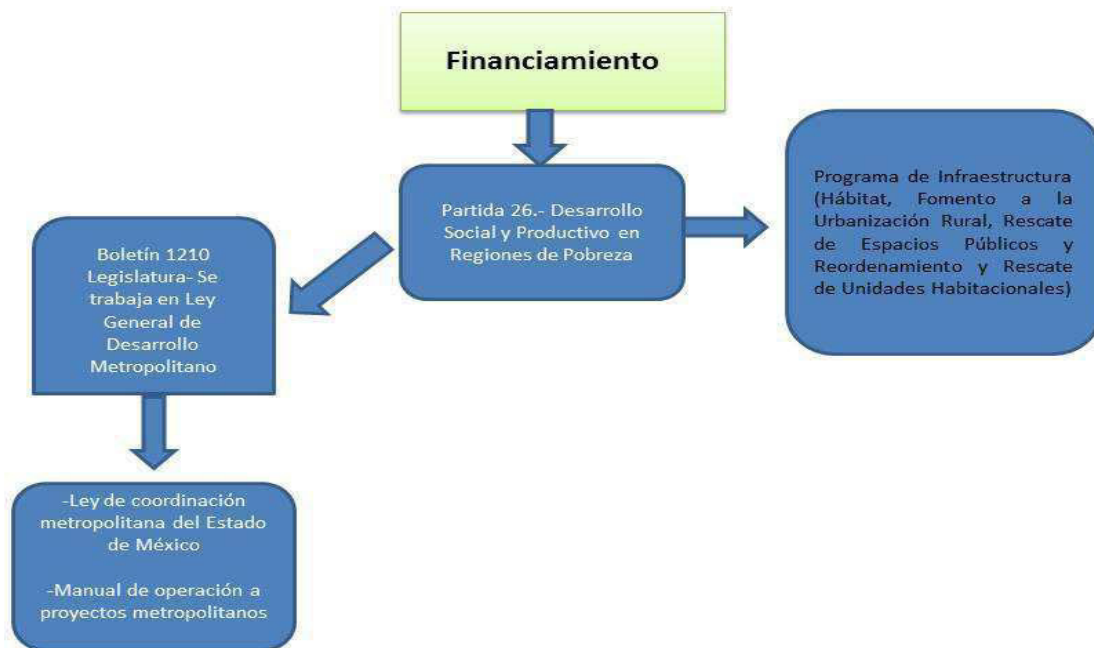 Financiamiento
Partida 26.- Desarrollo
Social y Productivo en
Regiones de Pobreza
Programa de Infraestructura
(Hábitat, Fomento a la
Urbanización Rural, Rescate
de Espacios Públicos y
Reordenamiento y Rescate
de Unidades Habitacionales)
Boletín 1210
Legislatura- Se
trabaja en Ley
General de
Desarrollo
Metropolitano
-Ley de coordinación
metropolitana del Estado
de México
-Manual de operación a
proyectos metropolitanos